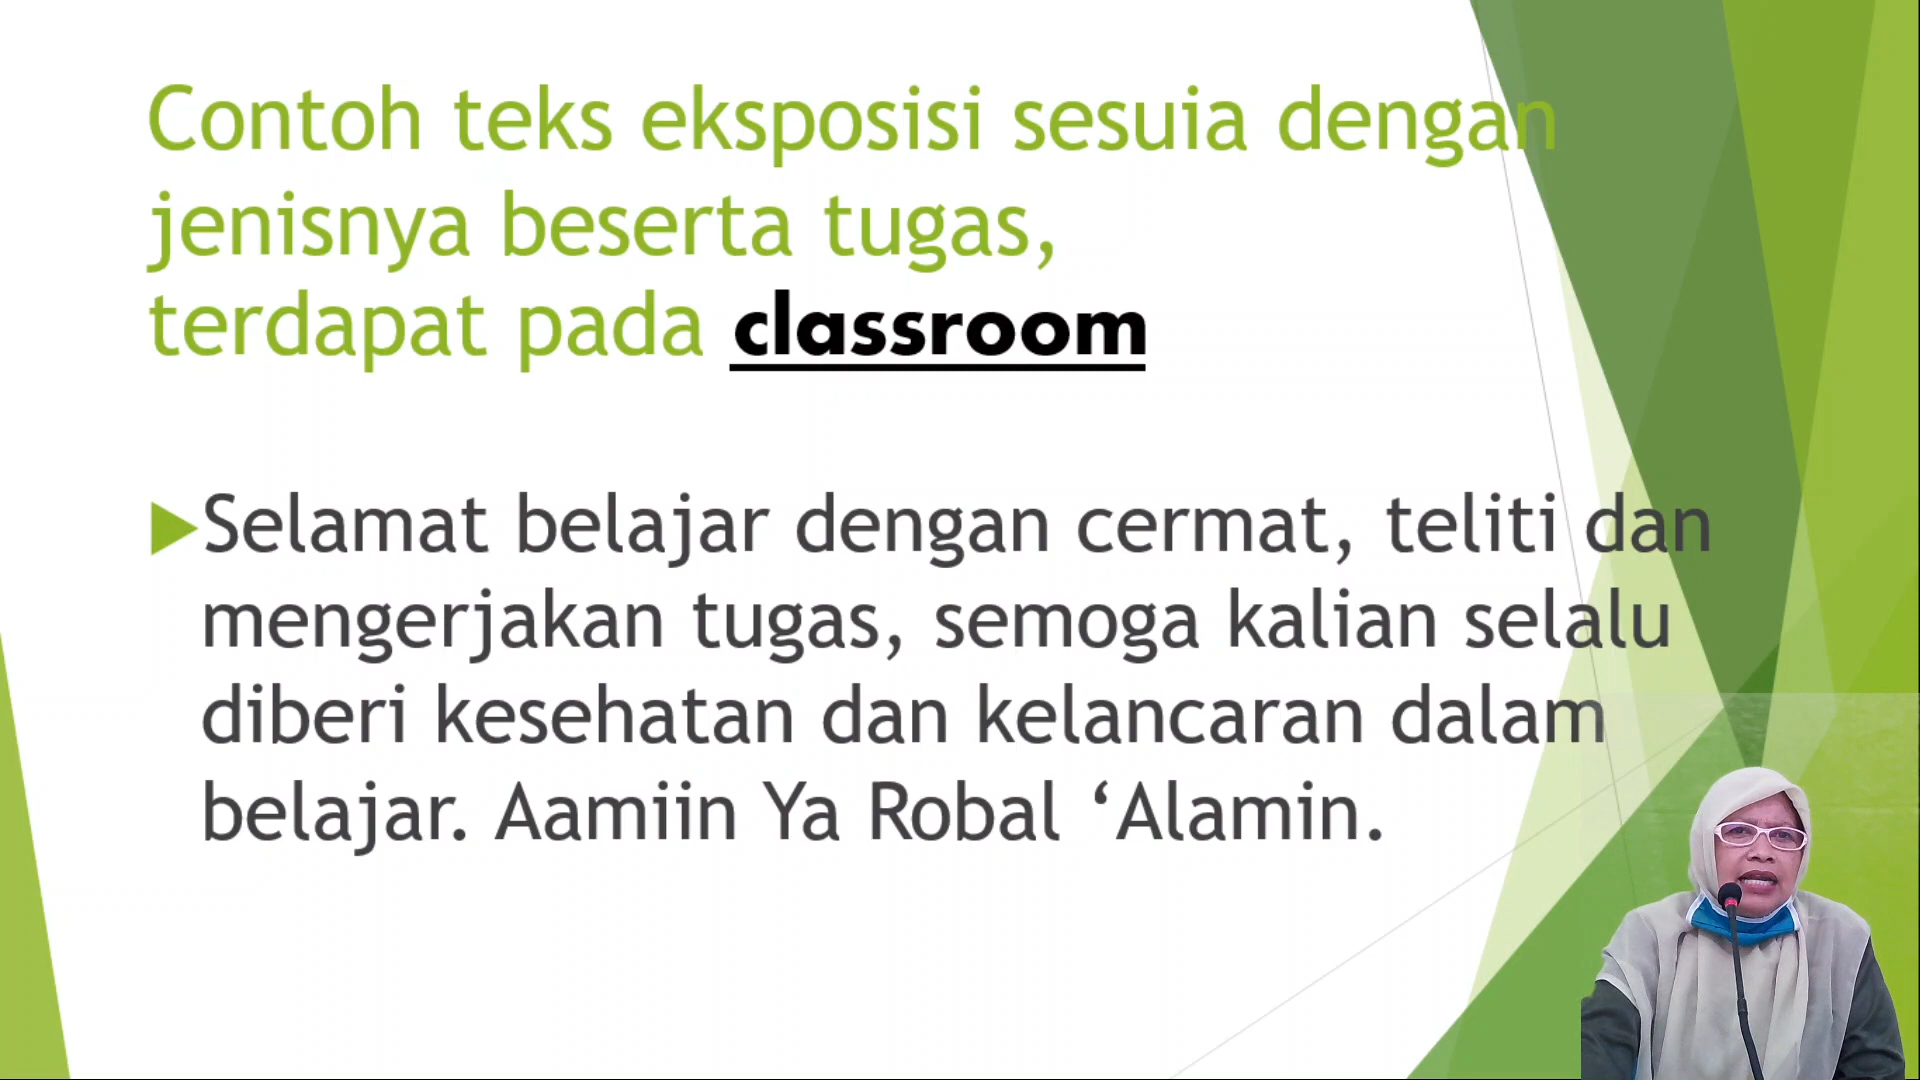 Contoh teks eksposisi sesuia dengan
jenisnya beserta tugas,
terdapat pada classroom
Selamat belajar dengan cermat, teliti dan
mengerjakan tugas, semoga kalian selalu
diberi kesehatan dan kelancaran dalam
belajar. Aamiin Ya Robal ‘Alamin.